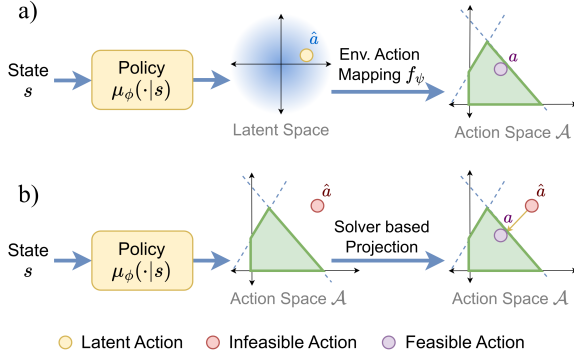 a)
State
s
Policy
μ_ϕ(·|s)
â
Latent Space
Env. Action
Mapping f_ψ
a
Action Space 𝒜
b)
State
s
Policy
μ_ϕ(·|s)
â
Action Space 𝒜
Solver based
Projection
a
â
Action Space 𝒜
Latent Action Infeasible Action Feasible Action